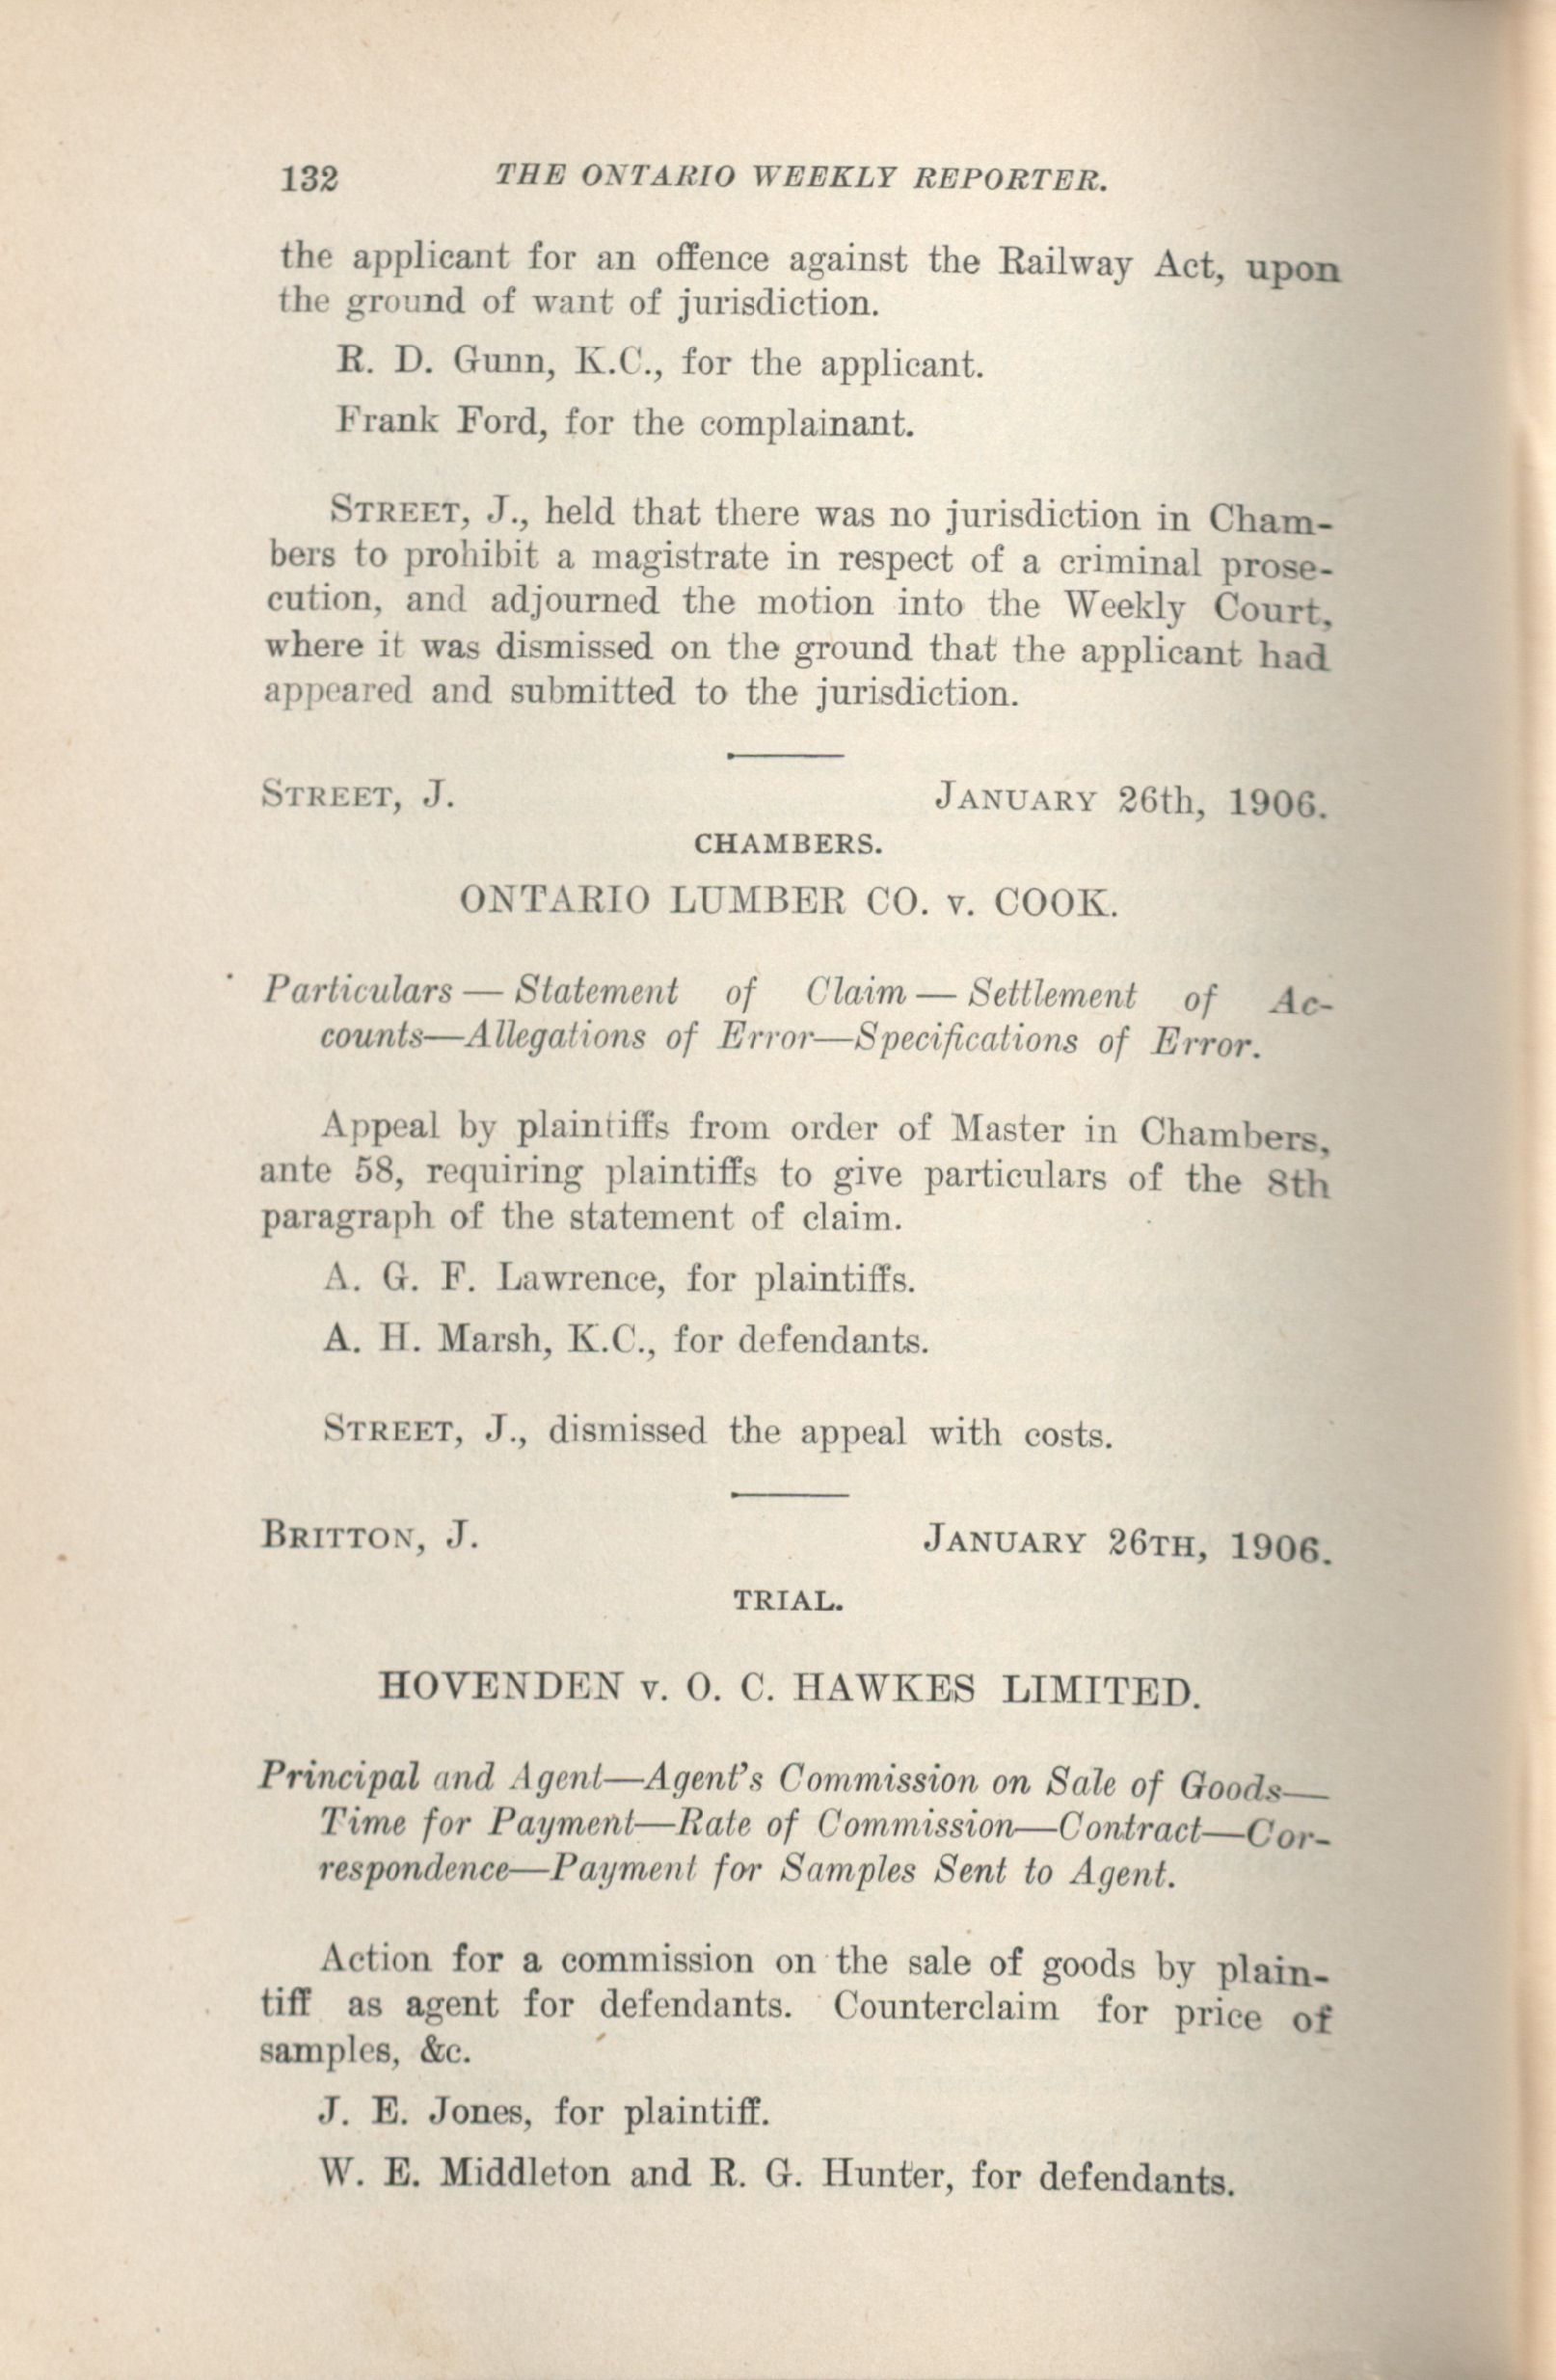 132 THE ONTARIO WEEKLY REPORTER.
the applicant for an offence against the Railway Act, upon
the ground of want of jurisdiction.
R. D. Gunn, K.C., for the applicant.
Frank Ford, for the complainant.
STREET, J., held that there was no jurisdiction in Cham-
bers to prohibit a magistrate in respect of a criminal prose-
cution, and adjourned the motion into the Weekly Court,
where it was dismissed on the ground that the applicant had
appeared and submitted to the jurisdiction.
STREET, J. JANUARY 26th, 1906.
CHAMBERS.
ONTARIO LUMBER CO. v. COOK.
Particulars — Statement of Claim — Settlement of Ac-
counts—Allegations of Error—Specifications of Error.
Appeal by plaintiffs from order of Master in Chambers,
ante 58, requiring plaintiffs to give particulars of the 8th
paragraph of the statement of claim.
A. G. F. Lawrence, for plaintiffs.
A. H. Marsh, K.C., for defendants.
STREET, J., dismissed the appeal with costs.
BRITTON, J. JANUARY 26TH, 1906.
TRIAL.
HOVENDEN v. O. C. HAWKES LIMITED.
Principal and Agent—Agent's Commission on Sale of Goods—
Time for Payment—Rate of Commission—Contract—Cor-
respondence—Payment for Samples Sent to Agent.
Action for a commission on the sale of goods by plain-
tiff as agent for defendants. Counterclaim for price of
samples, &c.
J. E. Jones, for plaintiff.
W. E. Middleton and R. G. Hunter, for defendants.